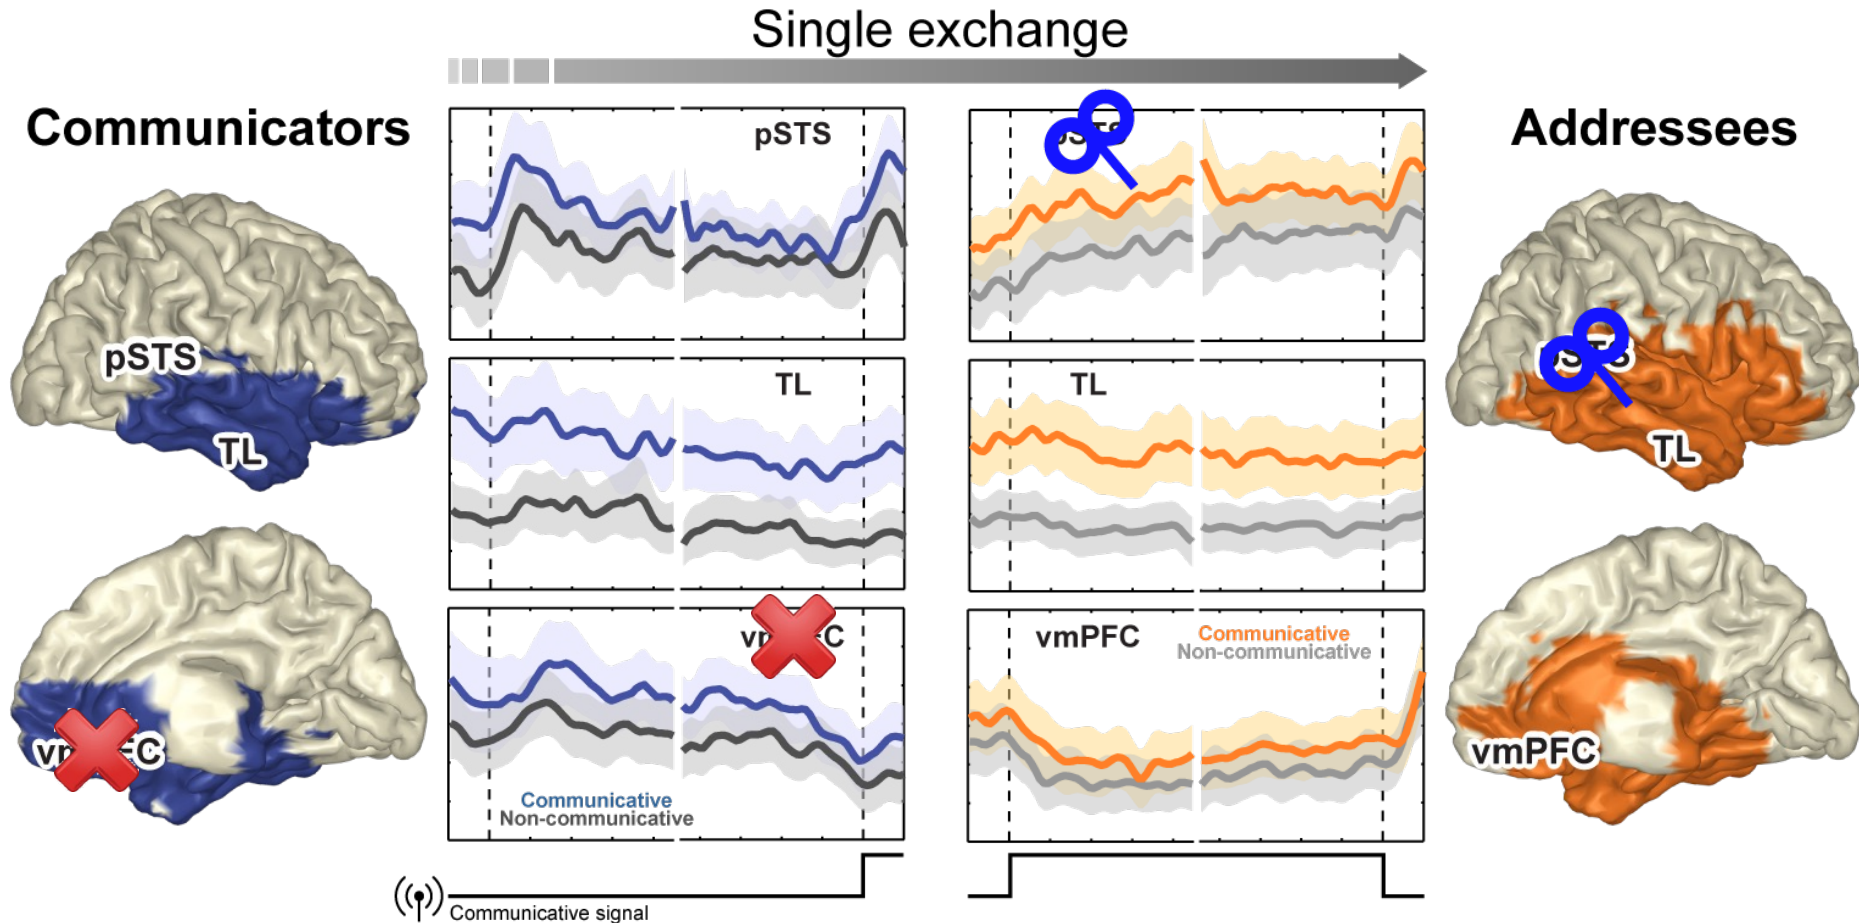 Single exchange
Communicators
Addressees
pSTS
TL
TL
TL
vmPFC
Communicative
Non-communicative
Communicative
Non-communicative
pSTS
TL
vmPFC
Communicative signal